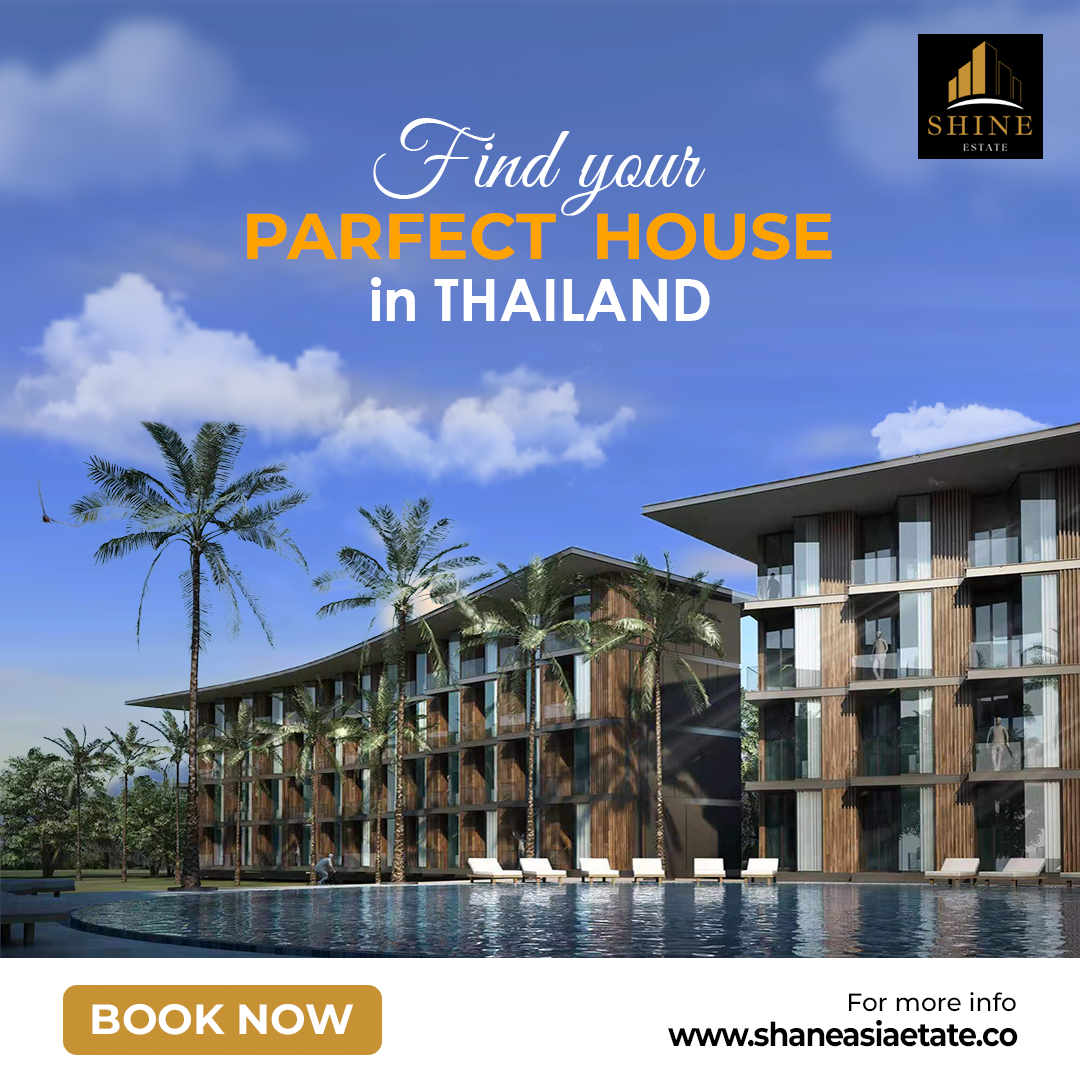 SHINE
ESTATE
Find your
PARFECT HOUSE
in THAILAND
BOOK NOW
For more info
www.shaneasiaetate.co